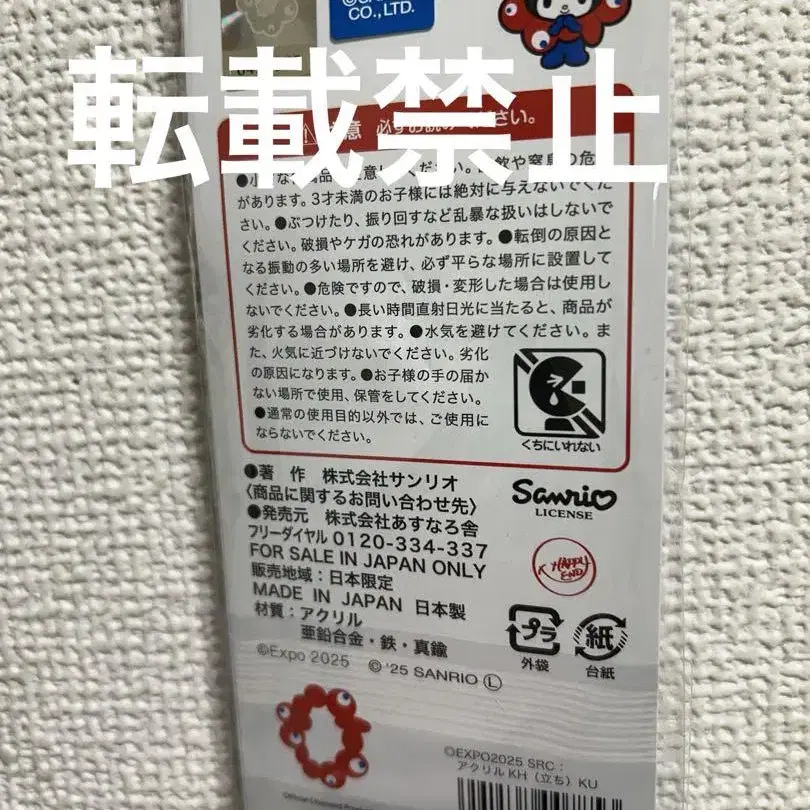 CO., LTD.
転載禁止
必ずお読みください。
があります。3才未満のお子様には絶対に与えないでくだ
さい。●ぶつけたり、振り回すなど乱暴な扱いはしないで
ください。破損やケガの恐れがあります。●転倒の原因と
なる振動の多い場所を避け、必ず平らな場所に設置して
ください。●危険ですので、破損・変形した場合は使用し
ないでください。●長い時間直射日光に当たると、商品が
劣化する場合があります。●水気を避けてください。ま
た、火気に近づけないでください。劣化
の原因になります。●お子様の手の届か
ない場所で使用、保管をしてください。
●通常の使用目的以外では、ご使用に
ならないでください。
くちにいれない
●著 作 株式会社サンリオ
〈商品に関するお問い合わせ先〉
●発売元 株式会社あすなろ舎
フリーダイヤル 0120-334-337
FOR SALE IN JAPAN ONLY
販売地域：日本限定
MADE IN JAPAN 日本製
材質：アクリル
亜鉛合金・鉄・真鍮
©Expo 2025 © '25 SANRIO Ⓛ
Sanrio
LICENSE
HAPPY
END
プラ
外袋
紙
台紙
©EXPO2025 SRC：
アクリルKH（立ち）KU